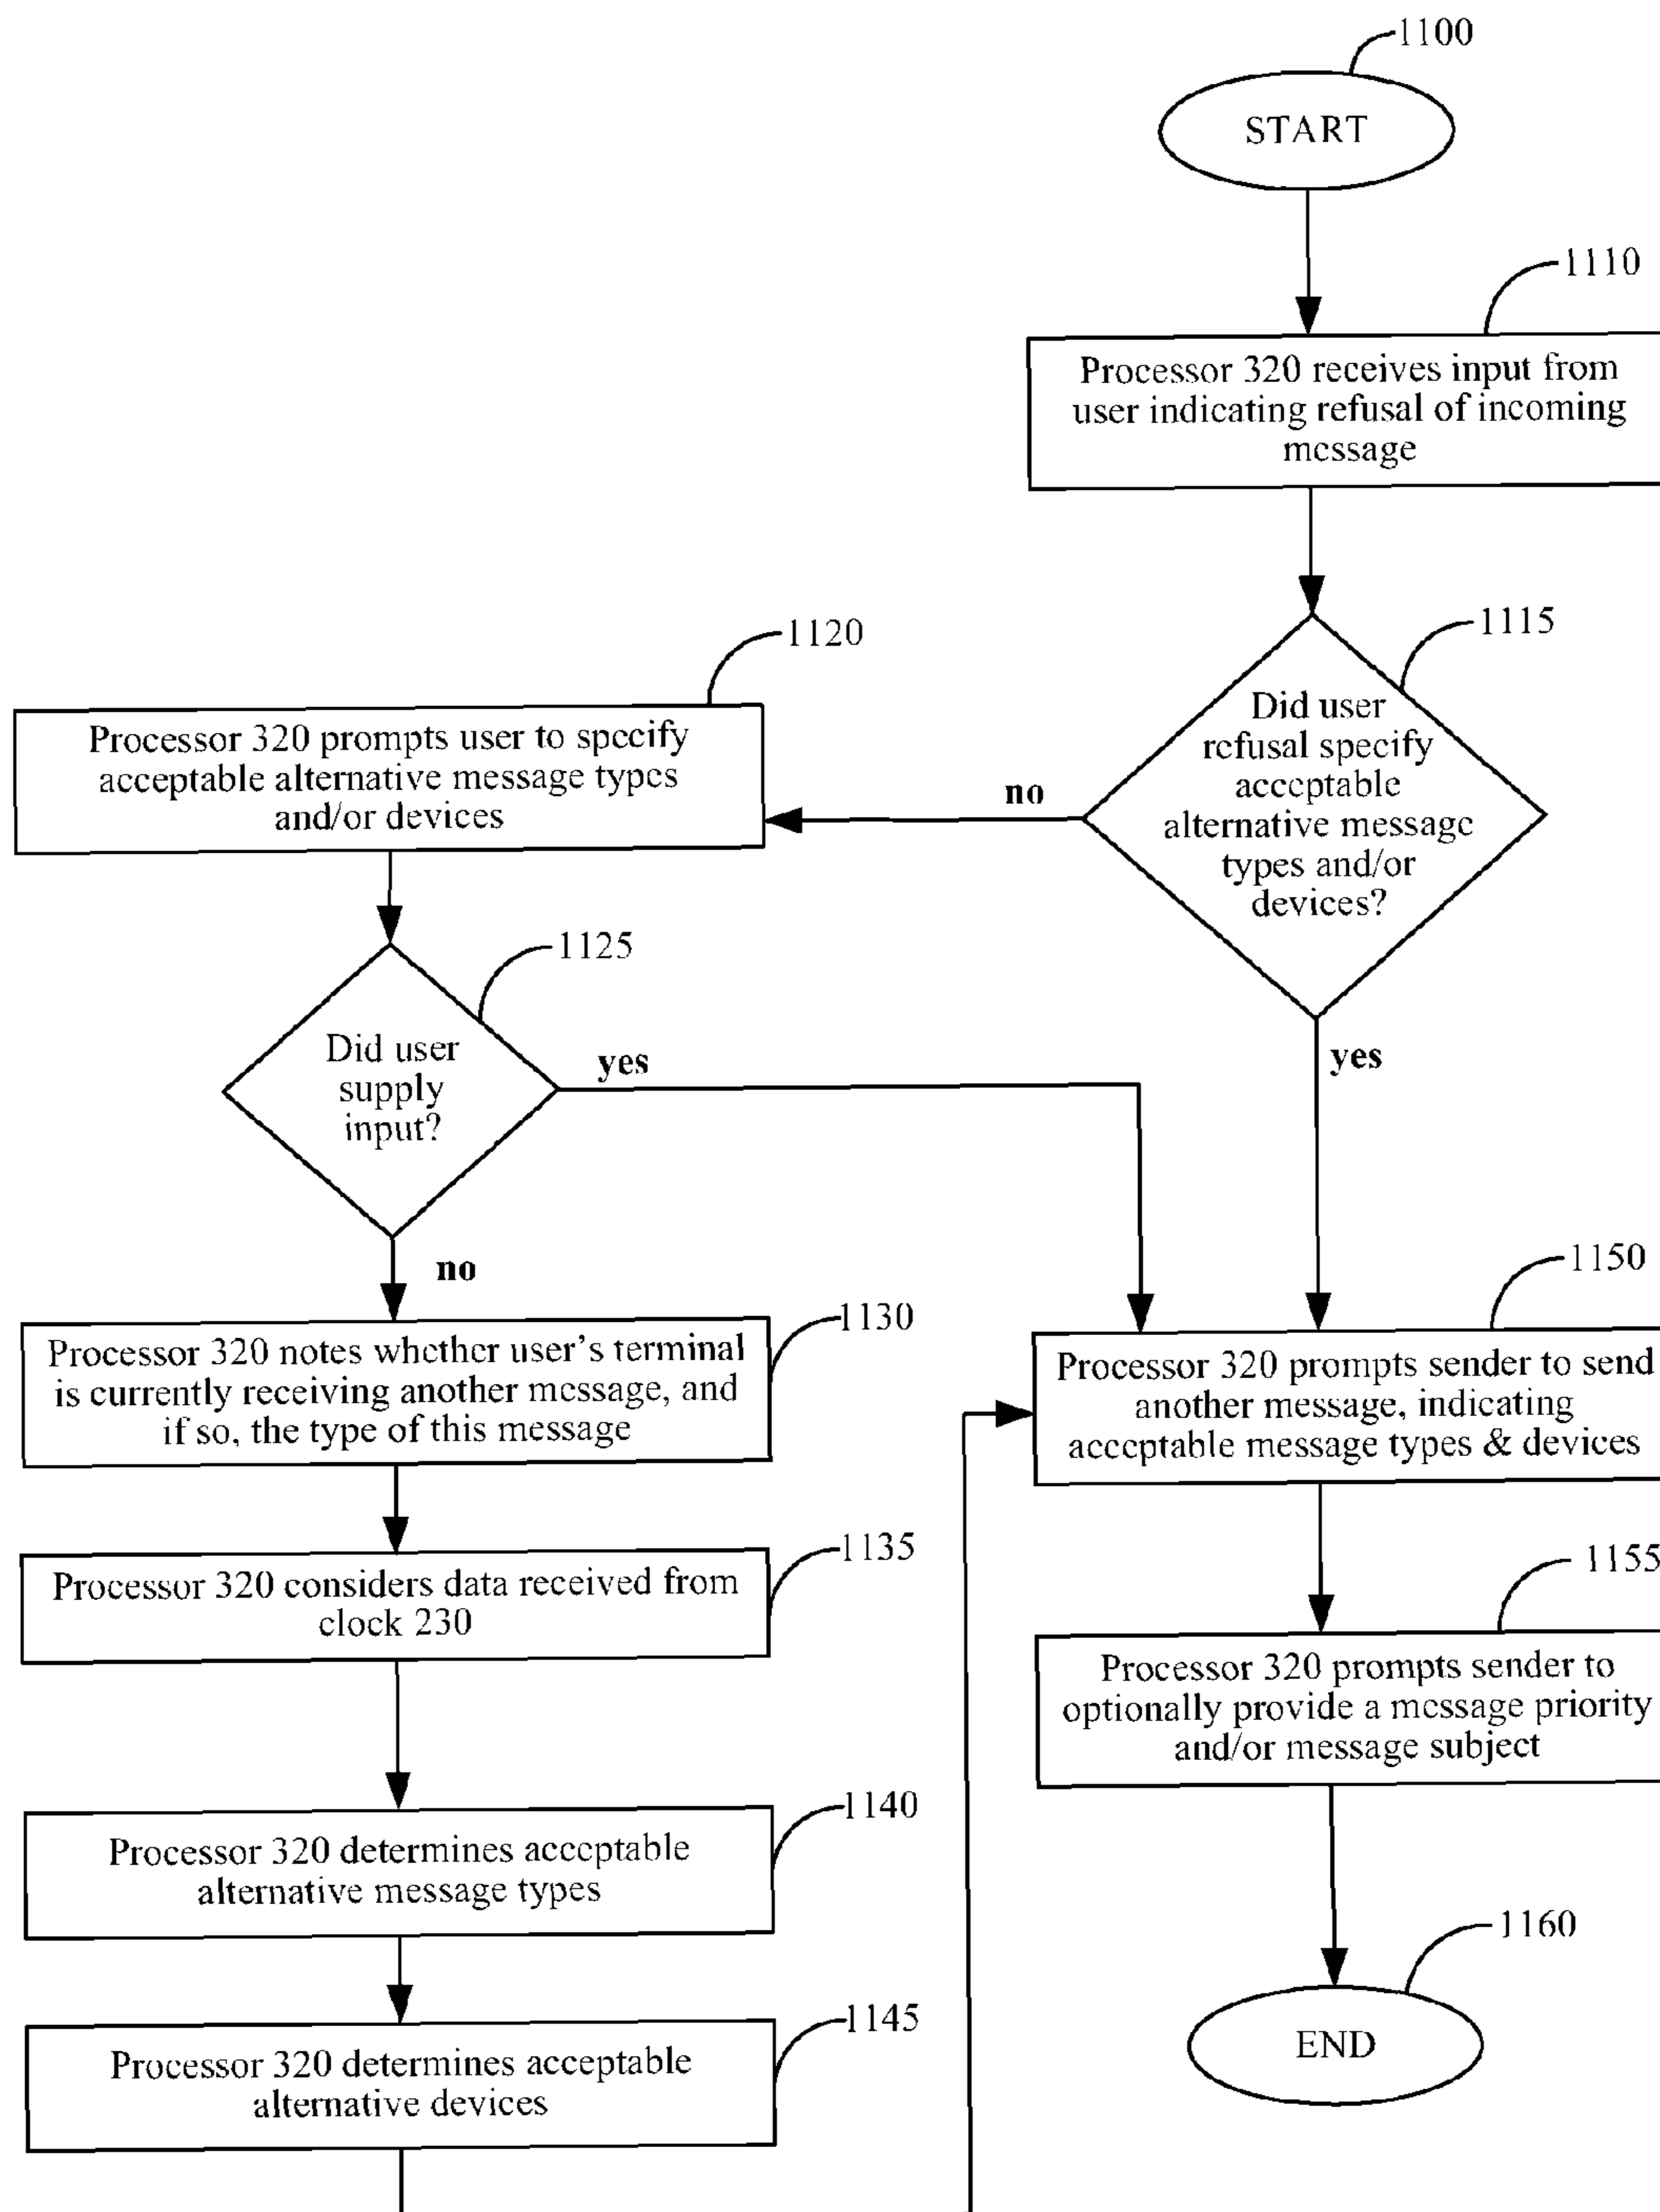 1100
START
1110
Processor 320 receives input from
user indicating refusal of incoming
message
1115
Did user
refusal specify
acceptable
alternative message
types and/or
devices?
no
yes
1120
Processor 320 prompts user to specify
acceptable alternative message types
and/or devices
1125
Did user
supply
input?
yes
no
1130
Processor 320 notes whether user's terminal
is currently receiving another message, and
if so, the type of this message
1135
Processor 320 considers data received from
clock 230
1140
Processor 320 determines acceptable
alternative message types
1145
Processor 320 determines acceptable
alternative devices
1150
Processor 320 prompts sender to send
another message, indicating
acceptable message types & devices
1155
Processor 320 prompts sender to
optionally provide a message priority
and/or message subject
1160
END